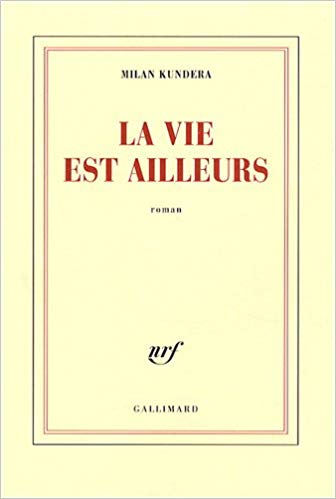 MILAN KUNDERA
LA VIE
EST AILLEURS
roman
nrf
GALLIMARD